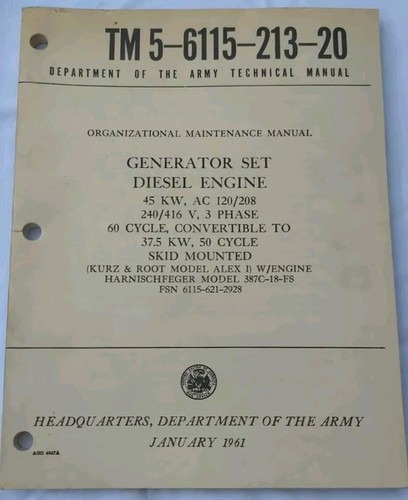 TM 5–6115–213–20
DEPARTMENT OF THE ARMY TECHNICAL MANUAL
ORGANIZATIONAL MAINTENANCE MANUAL
GENERATOR SET
DIESEL ENGINE
45 KW, AC 120/208
240/416 V, 3 PHASE
60 CYCLE, CONVERTIBLE TO
37.5 KW, 50 CYCLE
SKID MOUNTED
(KURZ & ROOT MODEL ALEX I) W/ENGINE
HARNISCHFEGER MODEL 387C–18–FS
FSN 6115–621–2928
HEADQUARTERS, DEPARTMENT OF THE ARMY
JANUARY 1961